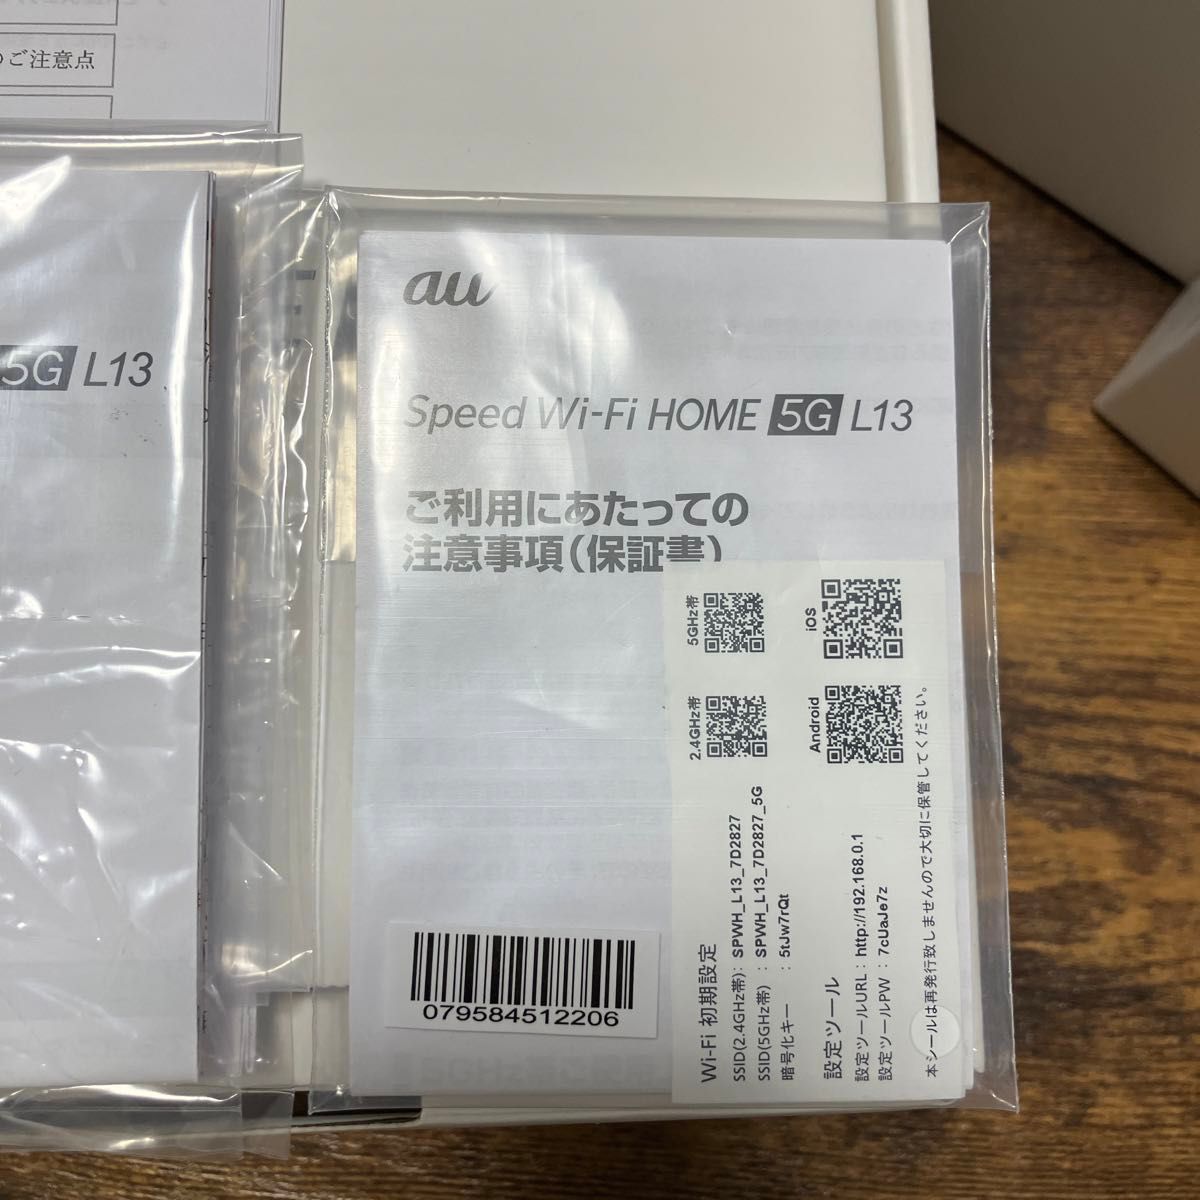 のご注意点
5G L13
au
Speed Wi-Fi HOME 5G L13
ご利用にあたっての
注意事項(保証書)
079584512206
5GHz帯
iOS
2.4GHz帯
Android
Wi-Fi 初期設定
SSID(2.4GHz帯): SPWH_L13_7D2827
SSID(5GHz帯) : SPWH_L13_7D2827_5G
暗号化キー : 5tJw7rQt
設定ツール
設定ツールURL: http://192.168.0.1
設定ツールPW : 7cUaJe7z
本シールは再発行致しませんので大切に保管してください。